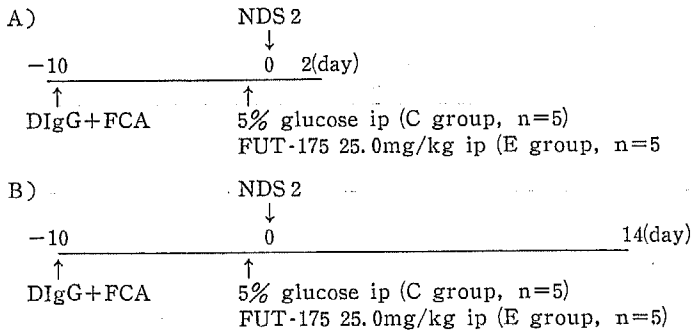 A)
NDS 2
↓
-10 0 2(day)
↑ ↑
DIgG+FCA 5% glucose ip (C group, n=5)
FUT-175 25.0mg/kg ip (E group, n=5
B)
NDS 2
↓
-10 0 14(day)
↑ ↑
DIgG+FCA 5% glucose ip (C group, n=5)
FUT-175 25.0mg/kg ip (E group, n=5)